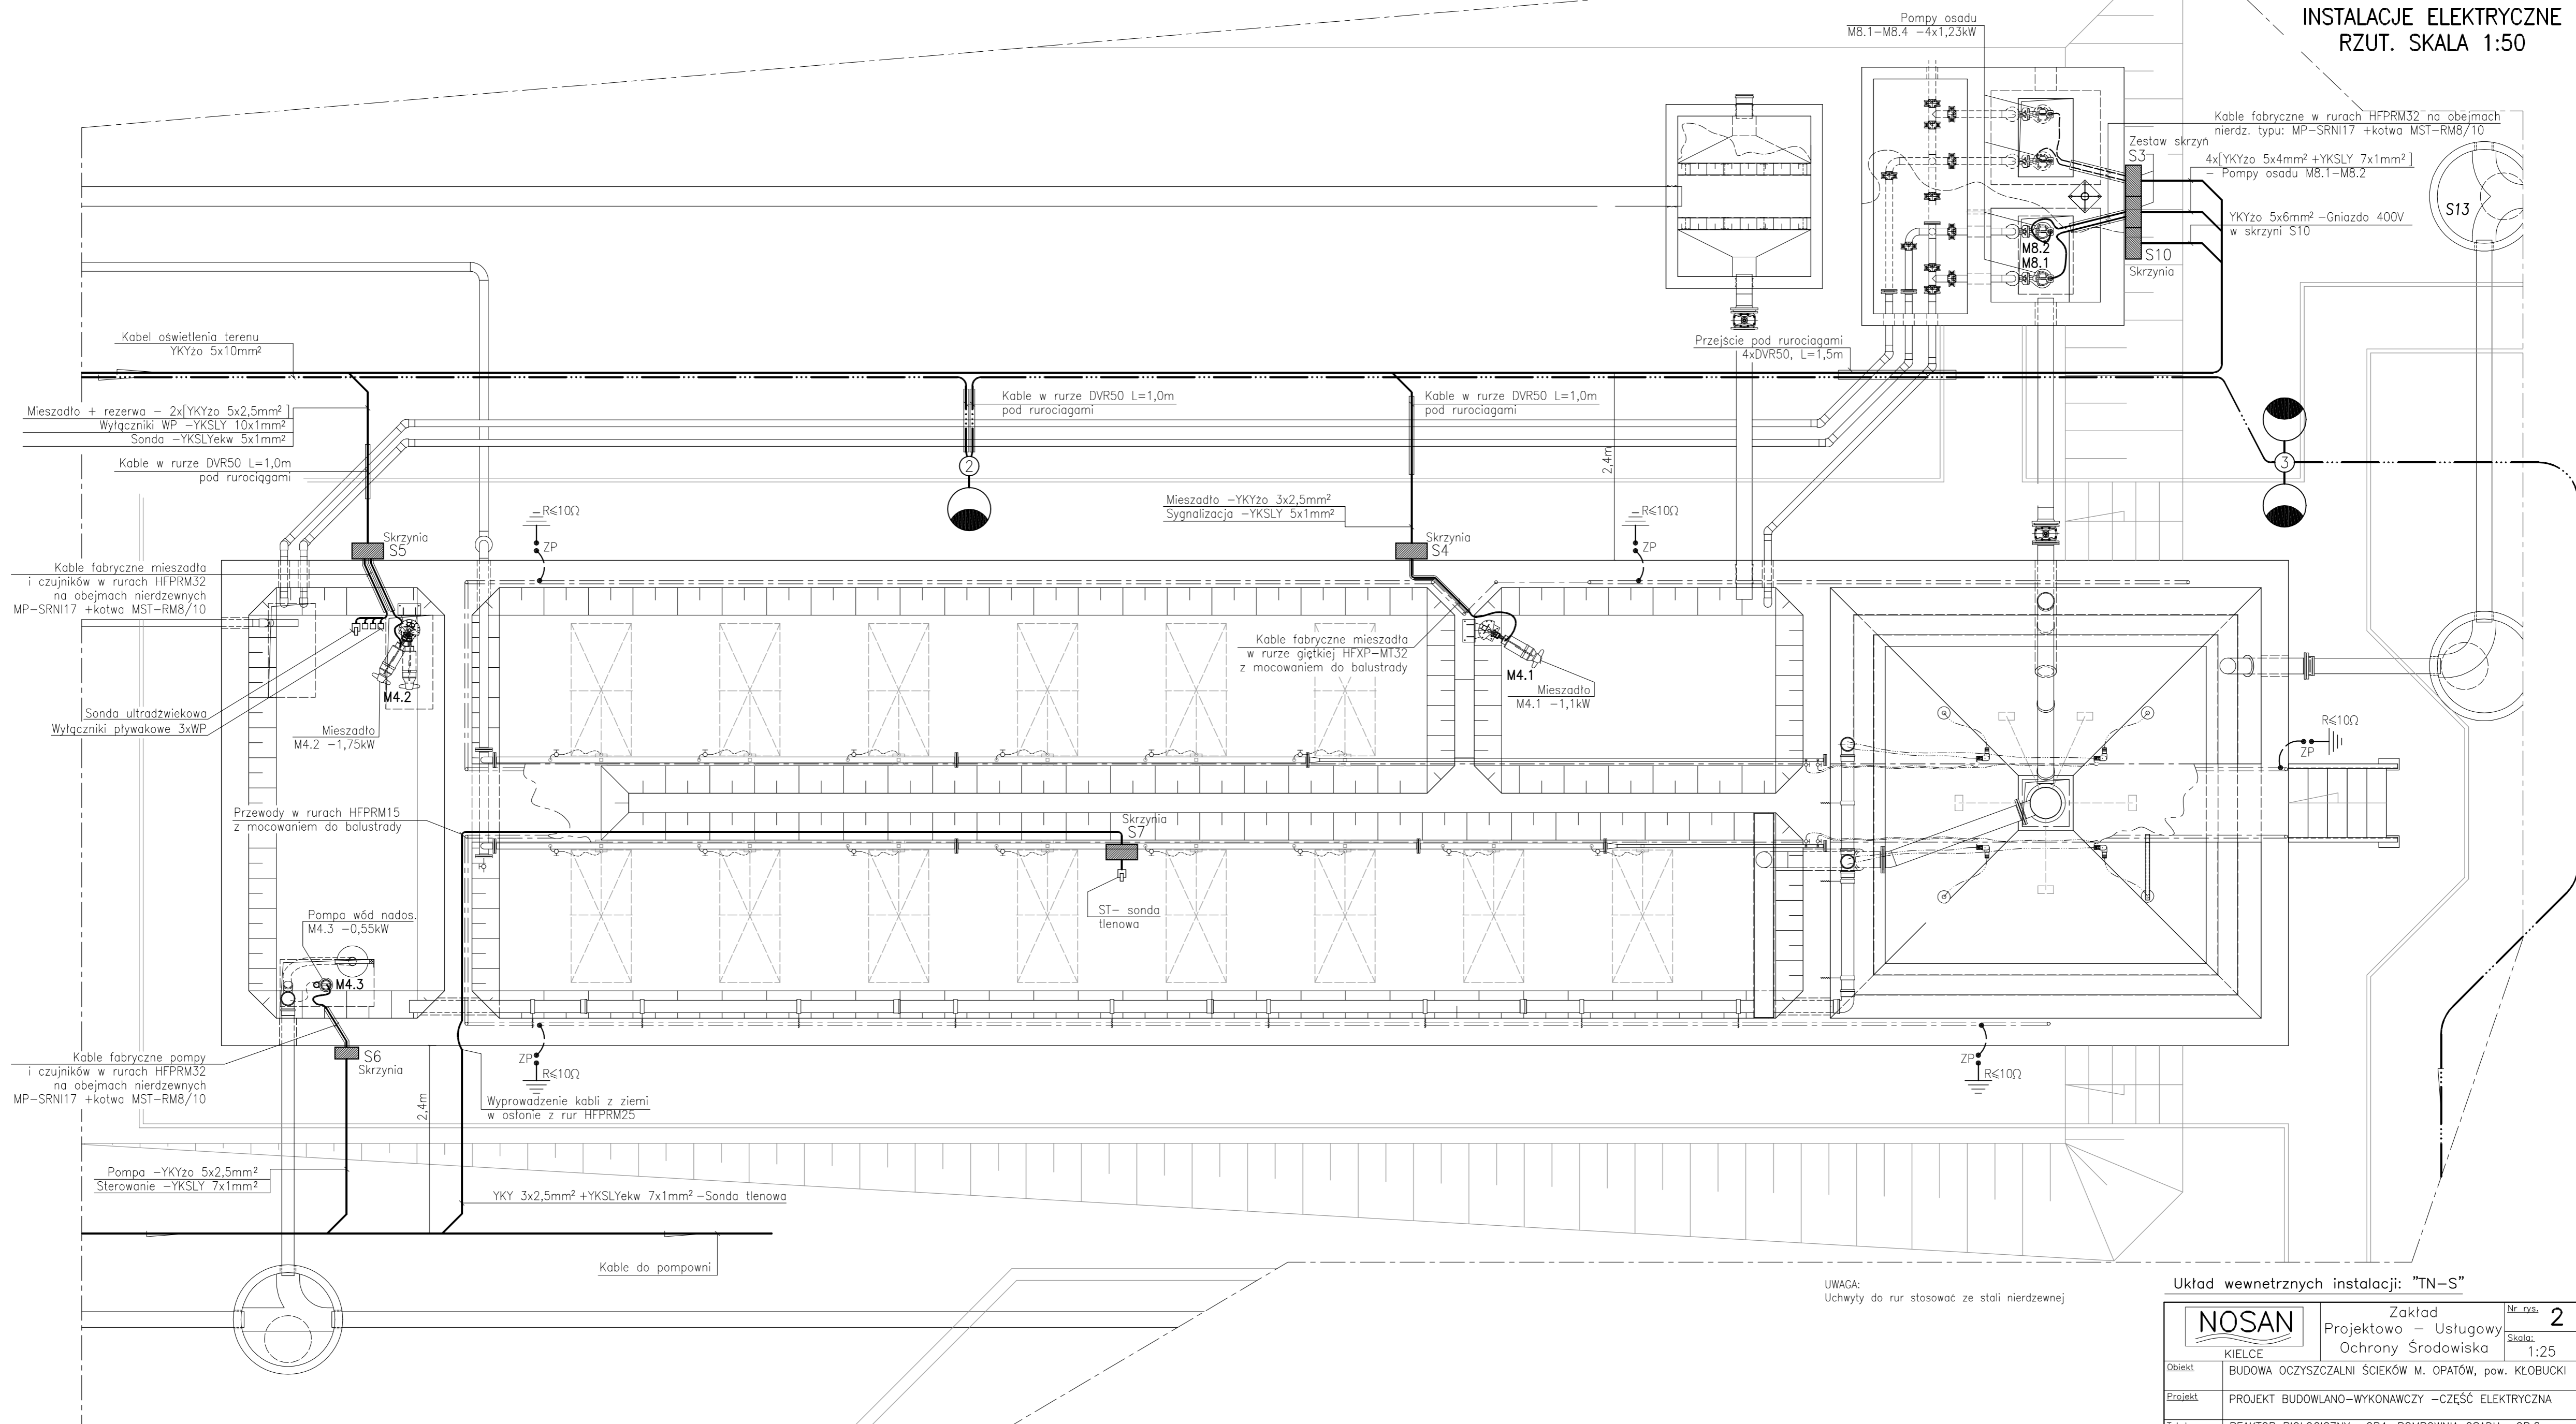 INSTALACJE ELEKTRYCZNE
RZUT. SKALA 1:50
Pompy osadu
M8.1-M8.4 -4x1,23kW
Kable fabryczne w rurach HFPRM32 na obejmach
nierdz. typu: MP-SRNI17 +kotwa MST-RM8/10
Zestaw skrzyń
S3
4x[YKYżo 5x4mm² +YKSLY 7x1mm²]
- Pompy osadu M8.1-M8.2
YKYżo 5x6mm² -Gniazdo 400V
w skrzyni S10
S13
M8.2
M8.1
S10
Skrzynia
Kabel oświetlenia terenu
YKYżo 5x10mm²
Przejście pod rurociagami
4xDVR50, L=1,5m
Mieszadło + rezerwa - 2x[YKYżo 5x2,5mm²]
Wyłączniki WP -YKSLY 10x1mm²
Sonda -YKSLYekw 5x1mm²
Kable w rurze DVR50 L=1,0m
pod rurociągami
Kable w rurze DVR50 L=1,0m
pod rurociągami
Kable w rurze DVR50 L=1,0m
pod rurociągami
2
3
2,4m
Mieszadło -YKYżo 3x2,5mm²
Sygnalizacja -YKSLY 5x1mm²
R≤10Ω
ZP
R≤10Ω
ZP
Skrzynia
S5
Skrzynia
S4
Kable fabryczne mieszadła
i czujników w rurach HFPRM32
na obejmach nierdzewnych
MP-SRNI17 +kotwa MST-RM8/10
Kable fabryczne mieszadła
w rurze giętkiej HFXP-MT32
z mocowaniem do balustrady
M4.1
Mieszadło
M4.1 -1,1kW
M4.2
Sonda ultradźwiekowa
Wyłączniki pływakowe 3xWP
Mieszadło
M4.2 -1,75kW
R≤10Ω
ZP
Przewody w rurach HFPRM15
z mocowaniem do balustrady
Skrzynia
S7
ST- sonda
tlenowa
Pompa wód nados.
M4.3 -0,55kW
M4.3
Kable fabryczne pompy
i czujników w rurach HFPRM32
na obejmach nierdzewnych
MP-SRNI17 +kotwa MST-RM8/10
S6
Skrzynia
ZP
R≤10Ω
ZP
R≤10Ω
2,4m
Wyprowadzenie kabli z ziemi
w osłonie z rur HFPRM25
Pompa -YKYżo 5x2,5mm²
Sterowanie -YKSLY 7x1mm²
YKY 3x2,5mm² +YKSLYekw 7x1mm² -Sonda tlenowa
Kable do pompowni
UWAGA:
Uchwyty do rur stosować ze stali nierdzewnej
Układ wewnetrznych instalacji: "TN-S"
NOSAN
KIELCE
Zakład
Projektowo - Usługowy
Ochrony Środowiska
Nr rys. 2
Skala:
1:25
Obiekt
BUDOWA OCZYSZCZALNI ŚCIEKÓW M. OPATÓW, pow. KŁOBUCKI
Projekt
PROJEKT BUDOWLANO-WYKONAWCZY -CZĘŚĆ ELEKTRYCZNA